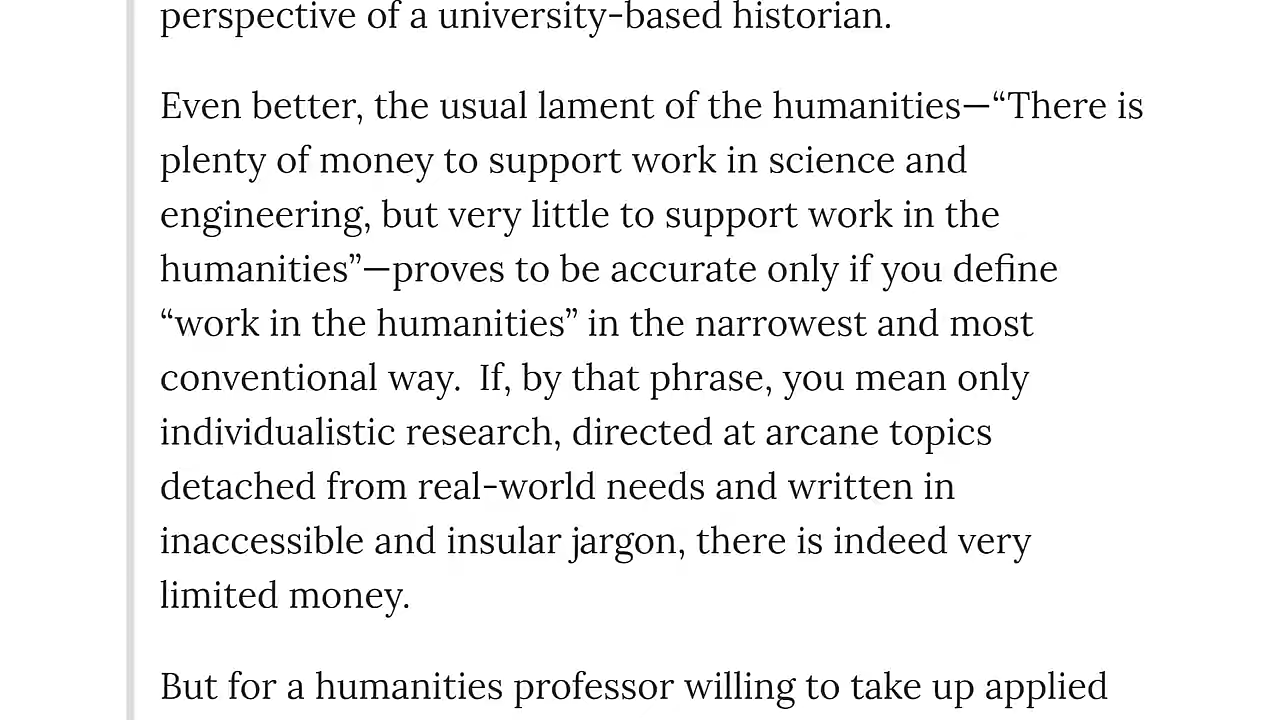 perspective of a university-based historian.
Even better, the usual lament of the humanities—“There is
plenty of money to support work in science and
engineering, but very little to support work in the
humanities”—proves to be accurate only if you define
“work in the humanities” in the narrowest and most
conventional way.  If, by that phrase, you mean only
individualistic research, directed at arcane topics
detached from real-world needs and written in
inaccessible and insular jargon, there is indeed very
limited money.
But for a humanities professor willing to take up applied